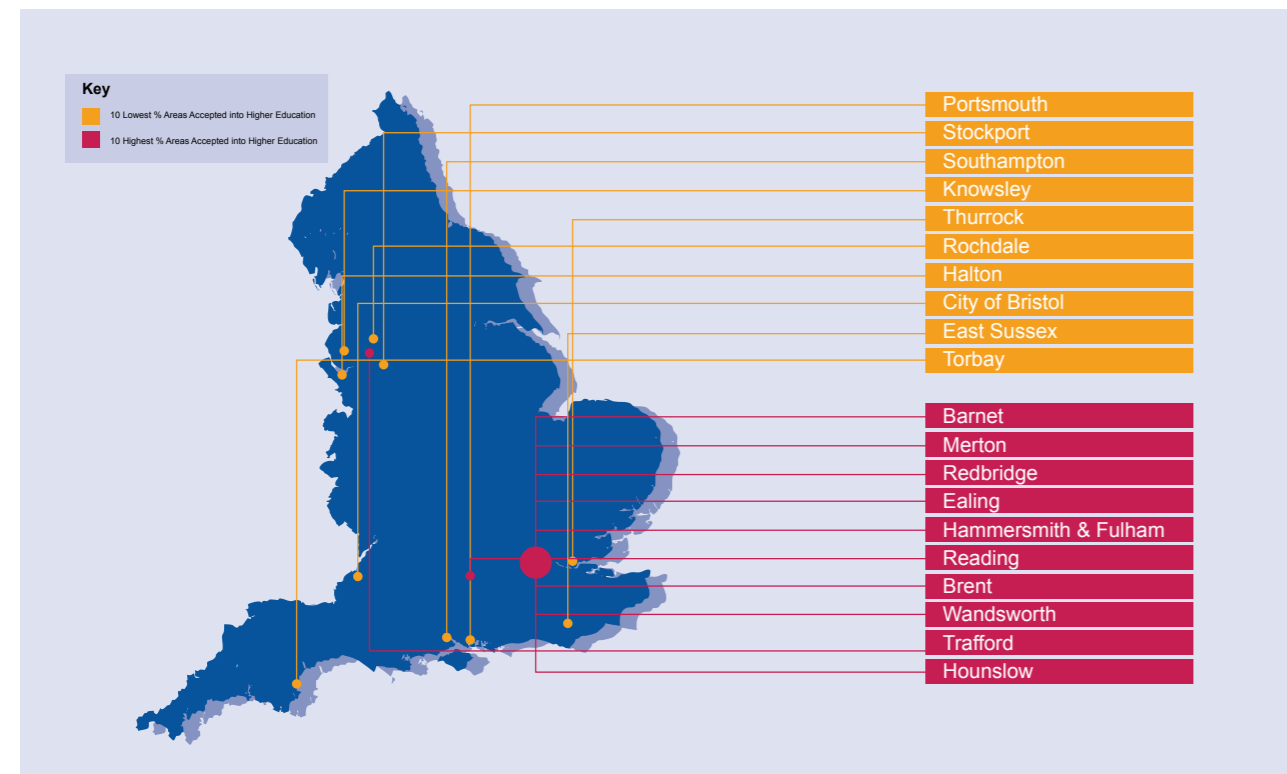 Key
10 Lowest % Areas Accepted into Higher Education
10 Highest % Areas Accepted into Higher Education
Portsmouth
Stockport
Southampton
Knowsley
Thurrock
Rochdale
Halton
City of Bristol
East Sussex
Torbay
Barnet
Merton
Redbridge
Ealing
Hammersmith & Fulham
Reading
Brent
Wandsworth
Trafford
Hounslow